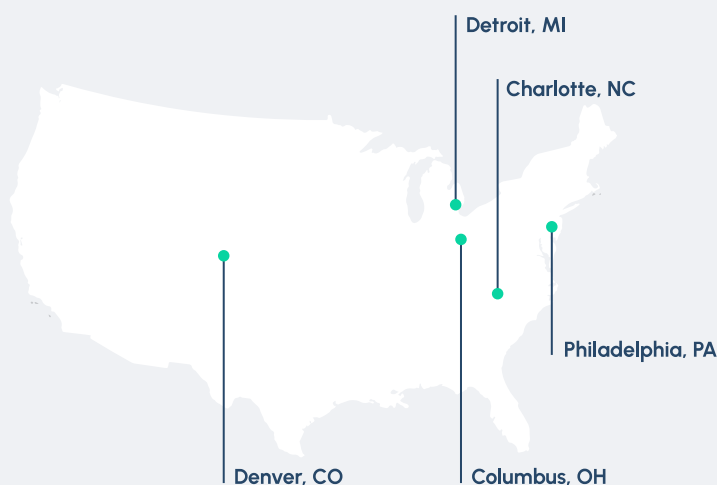 Detroit, MI
Charlotte, NC
Philadelphia, PA
Denver, CO
Columbus, OH